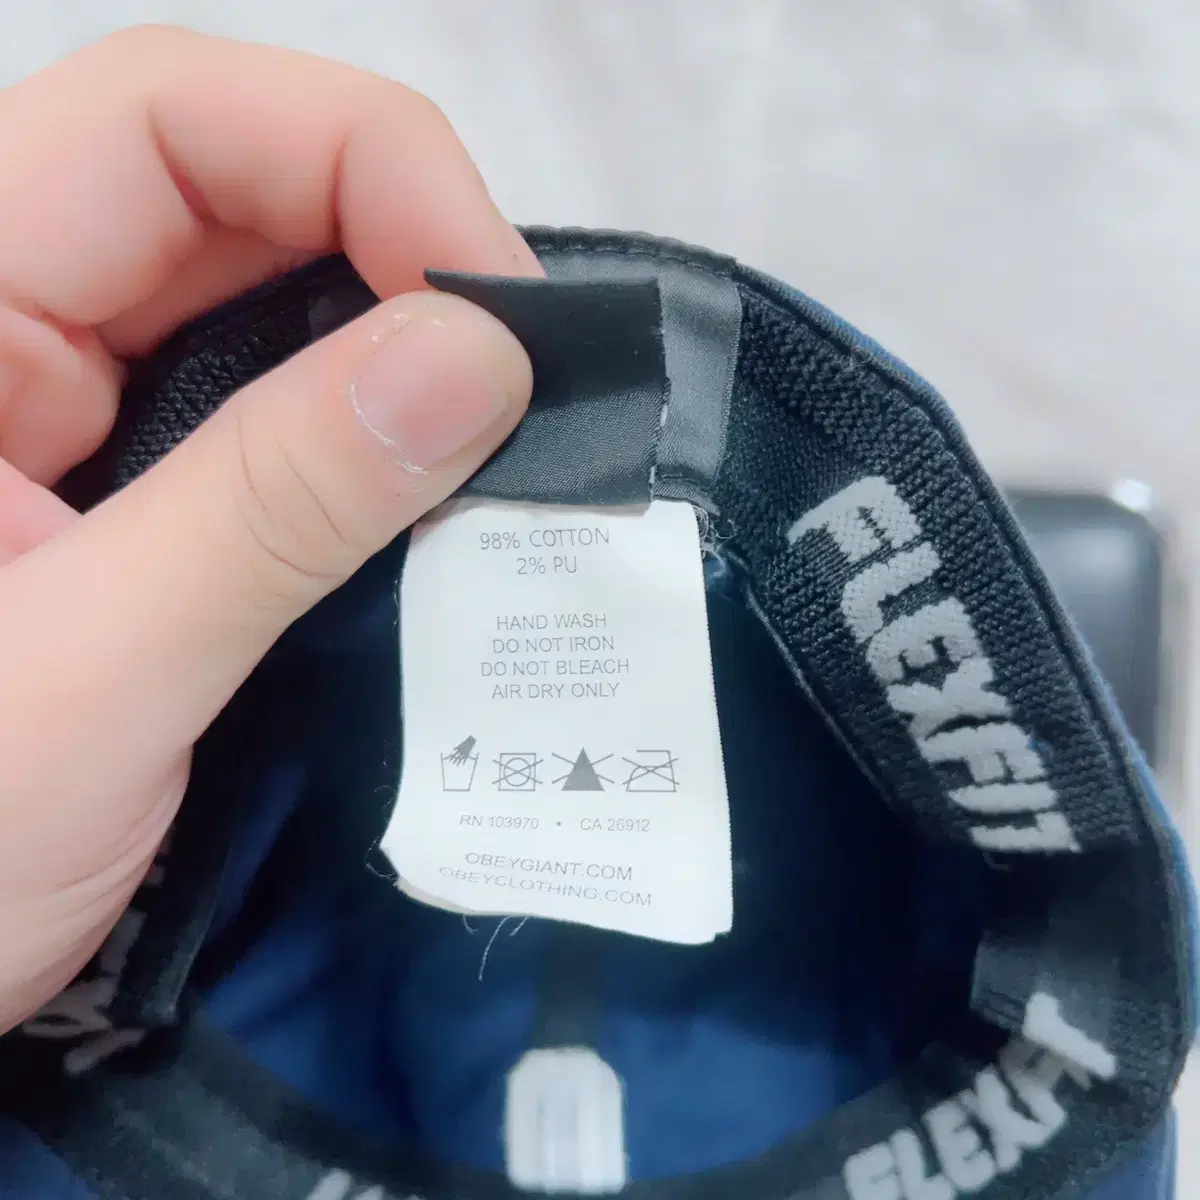 98% COTTON
2% PU
HAND WASH
DO NOT IRON
DO NOT BLEACH
AIR DRY ONLY
RN 103970 • CA 26912
OBEYGIANT.COM
OBEYCLOTHING.COM
FLEXFIT
FLEXFIT